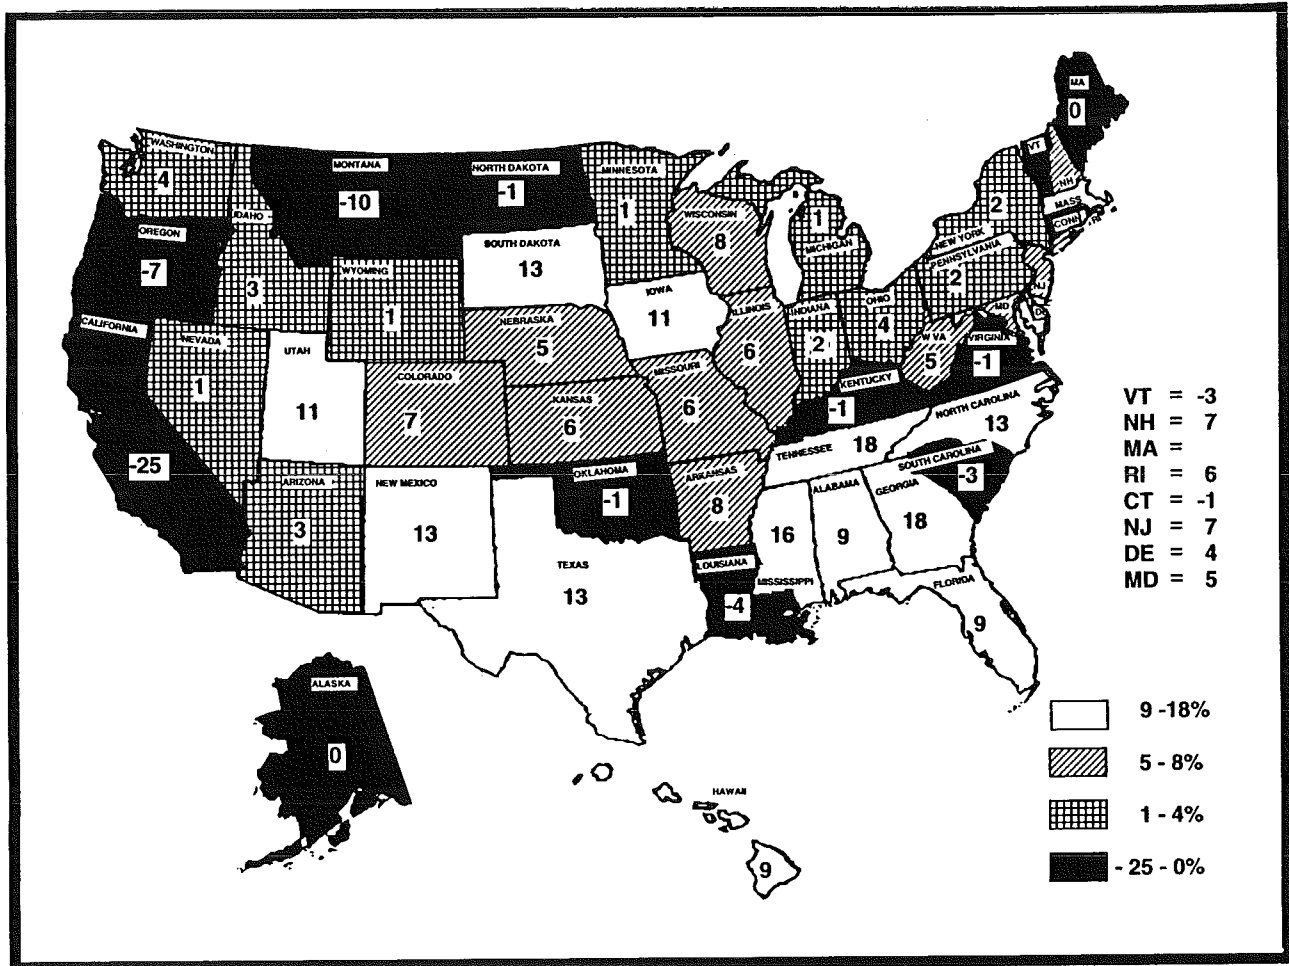 MA
0
WASHINGTON
4
MONTANA
-10
NORTH DAKOTA
-1
MINNESOTA
1
VT
NH
MASS
CONN
RI
IDAHO
3
OREGON
-7
SOUTH DAKOTA
13
WISCONSIN
8
1
MICHIGAN
2
NEW YORK
PENNSYLVANIA
2
NJ
WYOMING
1
IOWA
11
ILLINOIS
6
INDIANA
2
OHIO
4
MD
W VA
5
VIRGINIX
-1
CALIFORNIA
-25
NEVADA
1
UTAH
11
NEBRASKA
5
COLORADO
7
KANSAS
6
MISSOURI
6
KENTUCKY
-1
NORTH CAROLINA
13
TENNESSEE 18
SOUTH CAROLINA
-3
ARIZONA
3
NEW MEXICO
13
OKLAHOMA
-1
ARKANSAS
8
MISSISSIPPI
16
ALABAMA
9
GEORGIA
18
TEXAS
13
LOUISIANA
-4
FLORIDA
9
ALASKA
0
HAWAII
9
VT = -3
NH = 7
MA =
RI = 6
CT = -1
NJ = 7
DE = 4
MD = 5
9 -18%
5 - 8%
1 - 4%
- 25 - 0%